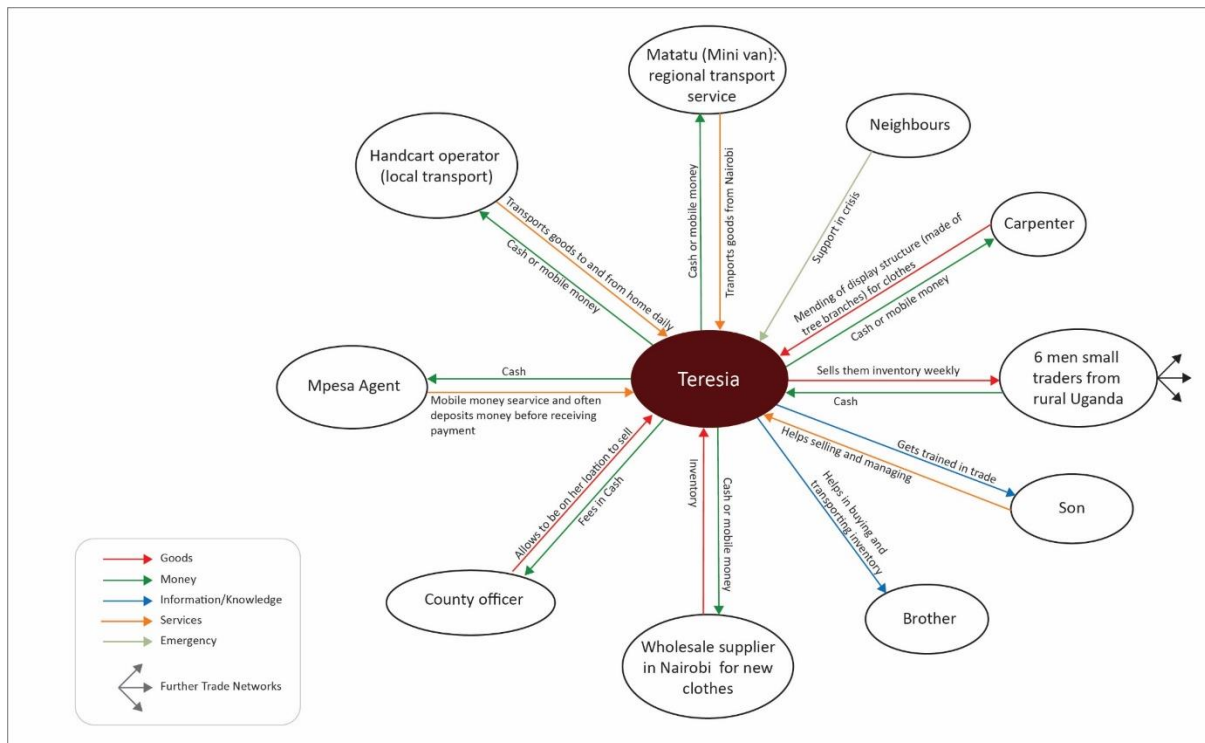 Matatu (Mini van):
regional transport
service
Neighbours
Handcart operator
(local transport)
Carpenter
Transports goods to and from home daily
Cash or mobile money
Cash or mobile money
Tranports goods from Nairobi
Support in crisis
Mending of display structure (made of
tree branches) for clothes
Cash or mobile money
Mpesa Agent
Cash
Mobile money searvice and often
deposits money before receiving
payment
Teresia
Sells them inventory weekly
Cash
6 men small
traders from
rural Uganda
Gets trained in trade
Helps selling and managing
Son
Helps in buying and
transporting inventory
Brother
Allows to be on her loation to sell
Fees in Cash
County officer
Inventory
Cash or mobile money
Wholesale supplier
in Nairobi for new
clothes
Goods
Money
Information/Knowledge
Services
Emergency
Further Trade Networks